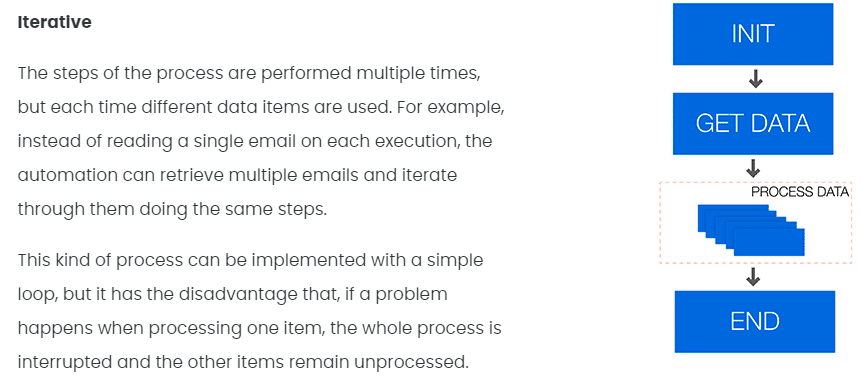 Iterative
The steps of the process are performed multiple times,
but each time different data items are used. For example,
instead of reading a single email on each execution, the
automation can retrieve multiple emails and iterate
through them doing the same steps.
This kind of process can be implemented with a simple
loop, but it has the disadvantage that, if a problem
happens when processing one item, the whole process is
interrupted and the other items remain unprocessed.
INIT
GET DATA
PROCESS DATA
END